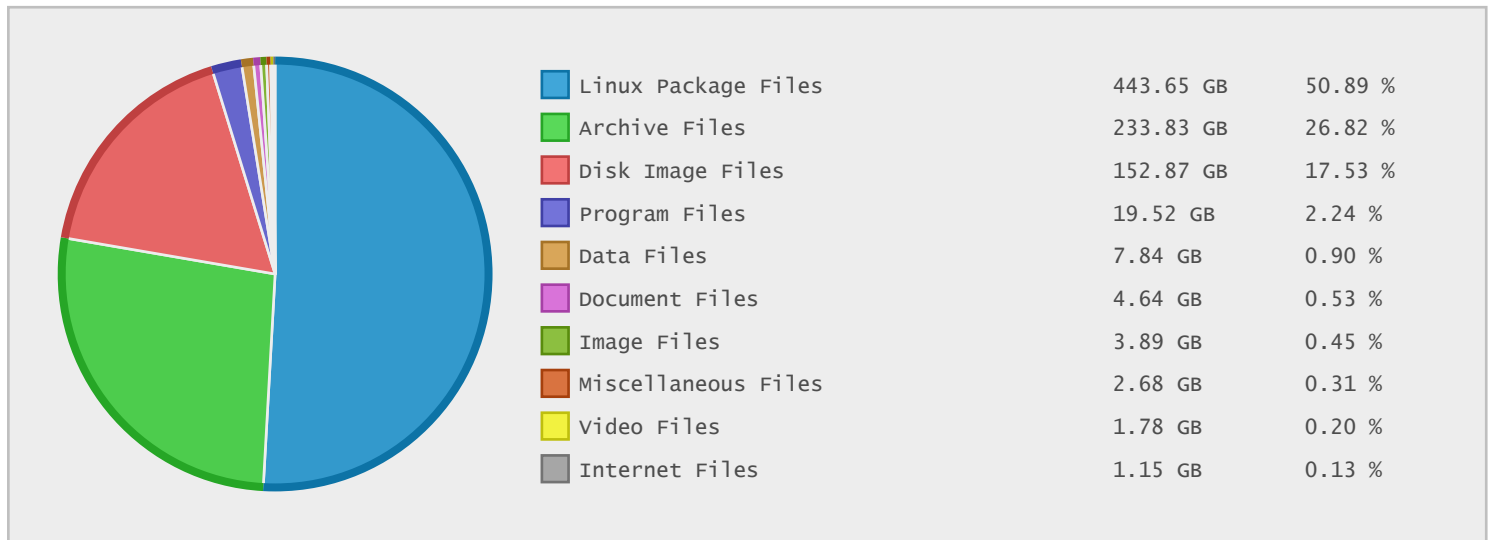 Linux Package Files 443.65 GB 50.89 %
Archive Files 233.83 GB 26.82 %
Disk Image Files 152.87 GB 17.53 %
Program Files 19.52 GB 2.24 %
Data Files 7.84 GB 0.90 %
Document Files 4.64 GB 0.53 %
Image Files 3.89 GB 0.45 %
Miscellaneous Files 2.68 GB 0.31 %
Video Files 1.78 GB 0.20 %
Internet Files 1.15 GB 0.13 %